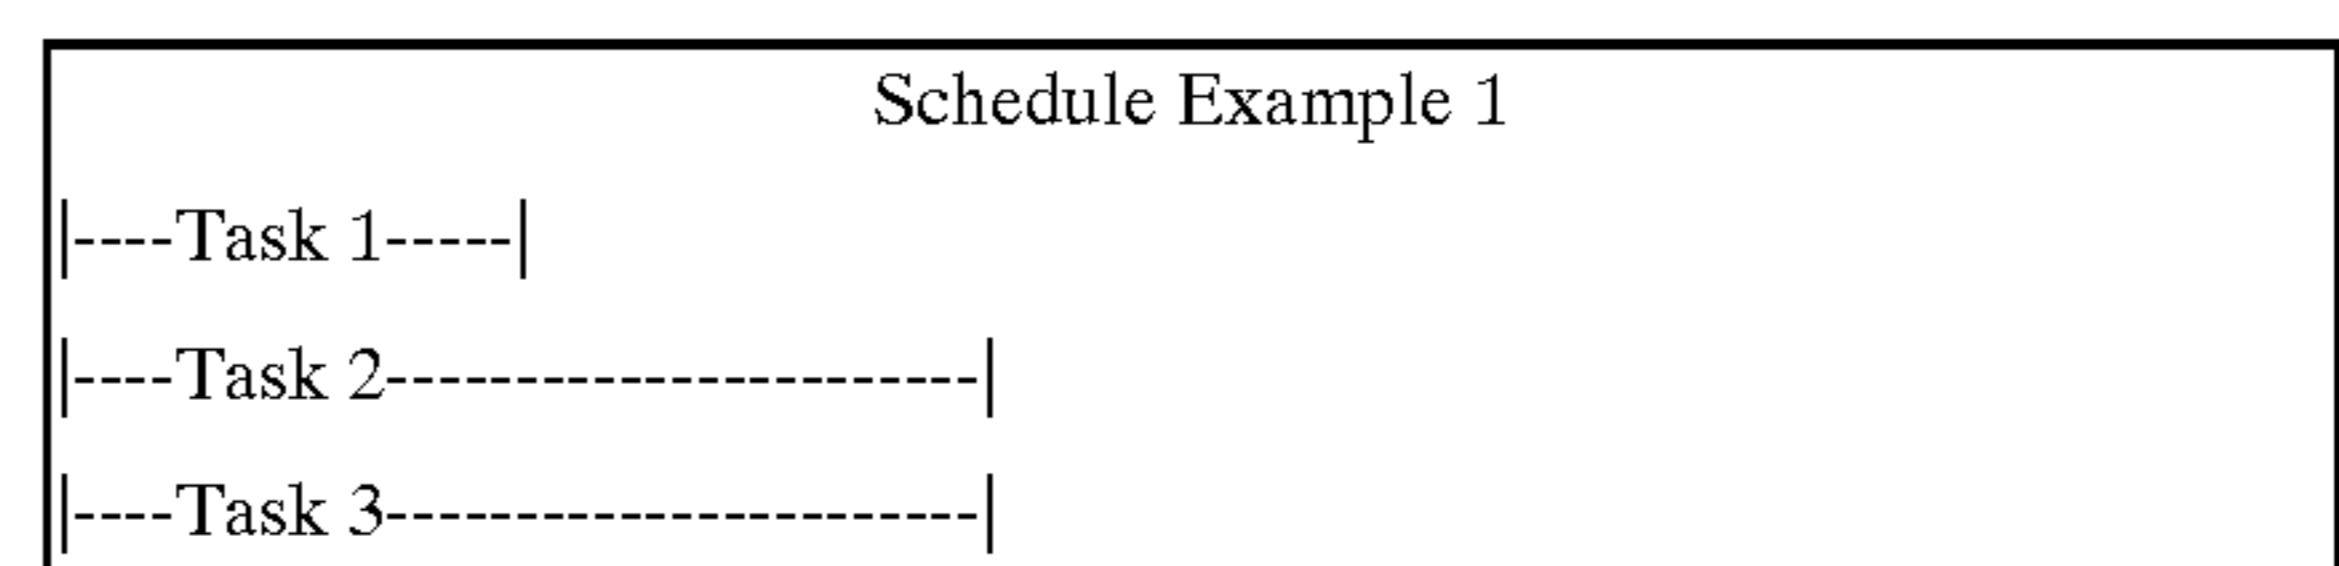 Schedule Example 1
|----Task 1-----|
|----Task 2-----------------------|
|----Task 3-----------------------|